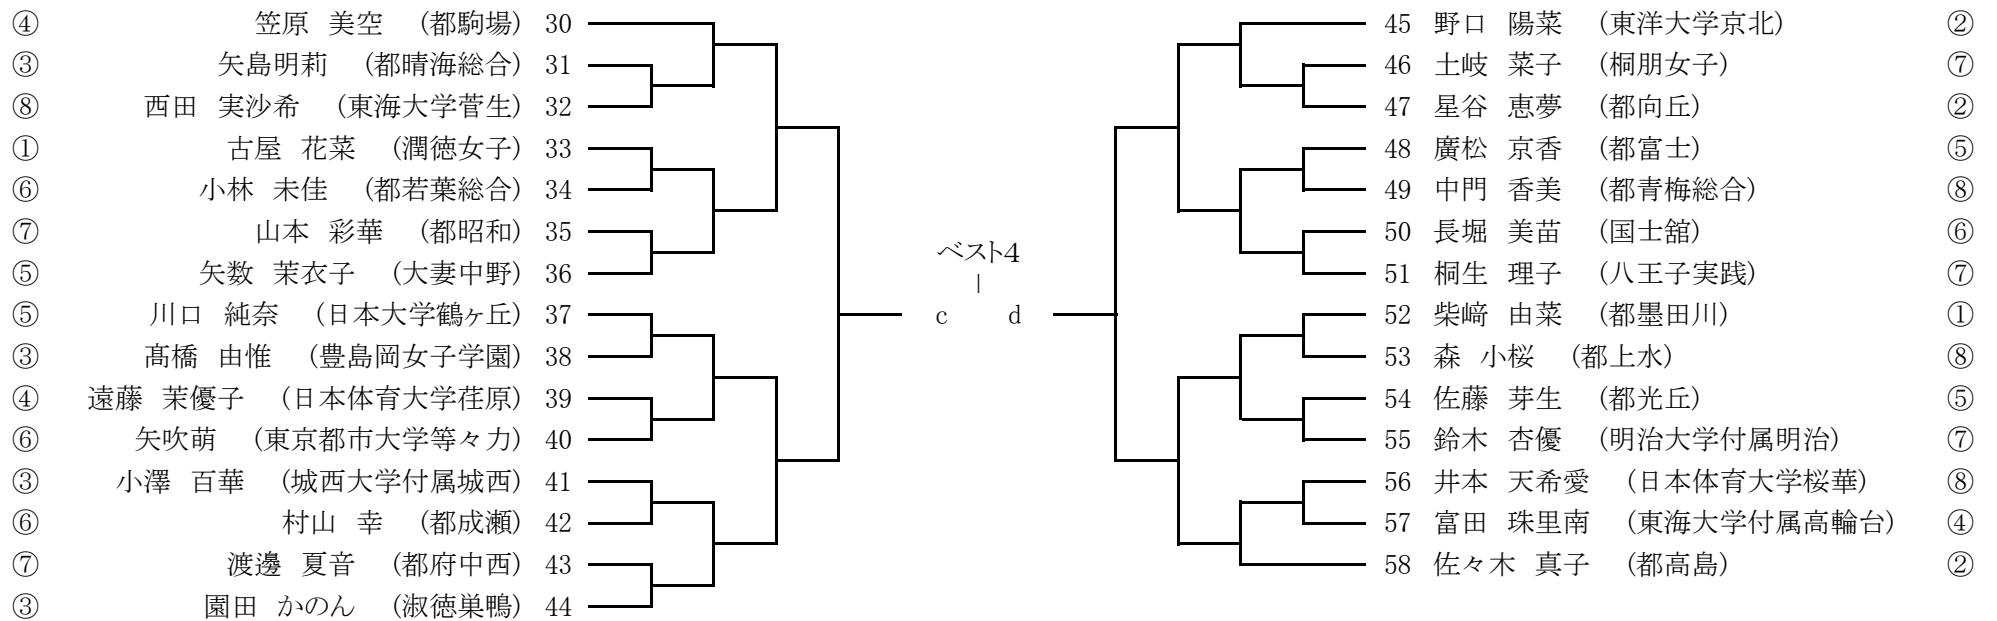 ④ 笠原 美空 (都駒場) 30 45 野口 陽菜 (東洋大学京北) ②
③ 矢島明莉 (都晴海総合) 31 46 土岐 菜子 (桐朋女子) ⑦
⑧ 西田 実沙希 (東海大学菅生) 32 47 星谷 恵夢 (都向丘) ②
① 古屋 花菜 (潤徳女子) 33 48 廣松 京香 (都富士) ⑤
⑥ 小林 未佳 (都若葉総合) 34 49 中門 香美 (都青梅総合) ⑧
⑦ 山本 彩華 (都昭和) 35 50 長堀 美苗 (国士舘) ⑥
ベスト4
⑤ 矢数 茉衣子 (大妻中野) 36 | 51 桐生 理子 (八王子実践) ⑦
⑤ 川口 純奈 (日本大学鶴ヶ丘) 37 c d 52 柴﨑 由菜 (都墨田川) ①
③ 髙橋 由惟 (豊島岡女子学園) 38 53 森 小桜 (都上水) ⑧
④ 遠藤 茉優子 (日本体育大学荏原) 39 54 佐藤 芽生 (都光丘) ⑤
⑥ 矢吹萌 (東京都市大学等々力) 40 55 鈴木 杏優 (明治大学付属明治) ⑦
③ 小澤 百華 (城西大学付属城西) 41 56 井本 天希愛 (日本体育大学桜華) ⑧
⑥ 村山 幸 (都成瀬) 42 57 富田 珠里南 (東海大学付属高輪台) ④
⑦ 渡邊 夏音 (都府中西) 43 58 佐々木 真子 (都高島) ②
③ 園田 かのん (淑徳巣鴨) 44